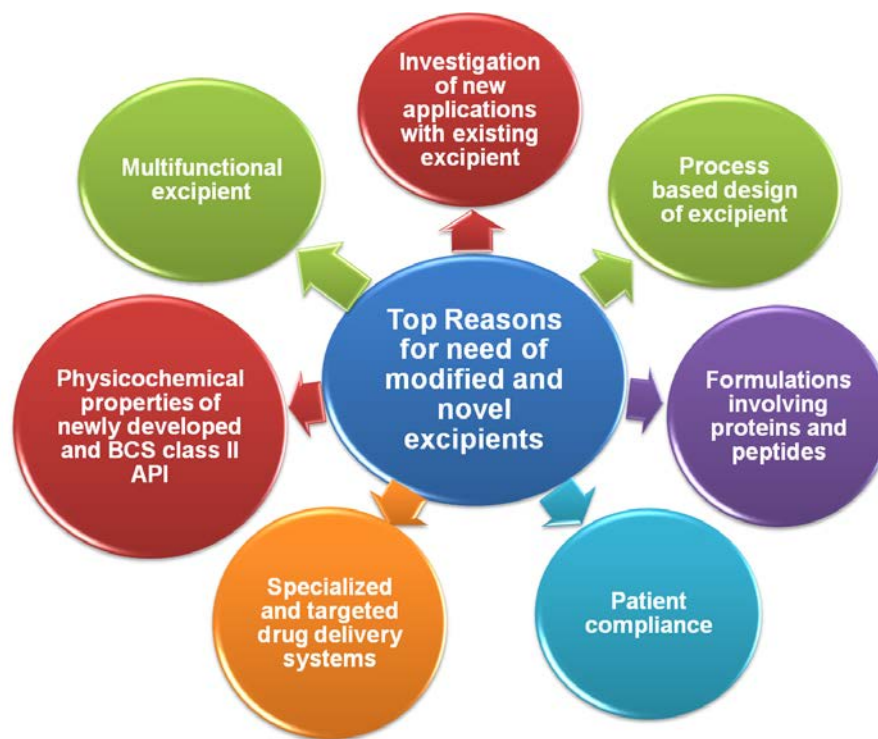 Investigation
of new
applications
with existing
excipient
Process
based design
of excipient
Formulations
involving
proteins and
peptides
Patient
compliance
Specialized
and targeted
drug delivery
systems
Physicochemical
properties of
newly developed
and BCS class II
API
Multifunctional
excipient
Top Reasons
for need of
modified and
novel
excipients